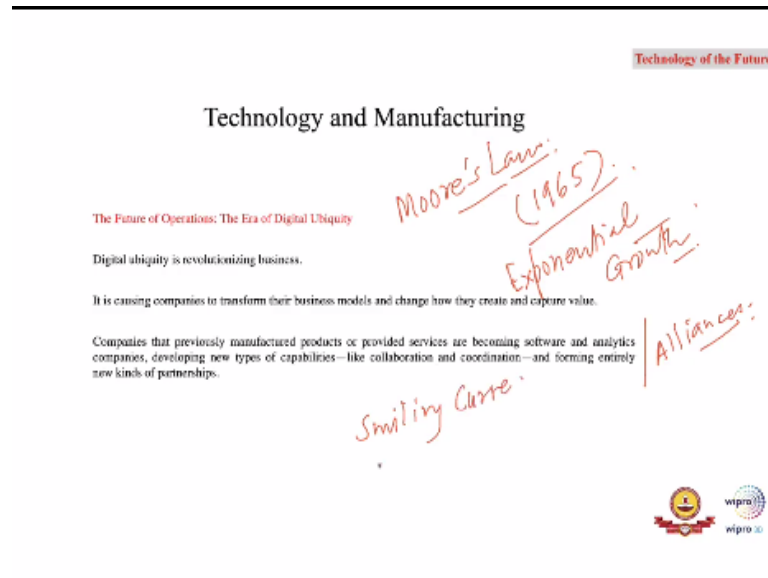 Technology of the Future
Technology and Manufacturing
Moore's Law.
(1965).
The Future of Operations: The Era of Digital Ubiquity
Exponential
Growth
Digital ubiquity is revolutionizing business.
It is causing companies to transform their business models and change how they create and capture value.
Alliances
Companies that previously manufactured products or provided services are becoming software and analytics
companies, developing new types of capabilities—like collaboration and coordination—and forming entirely
new kinds of partnerships.
Smiling Curve
wipro
wipro 3D